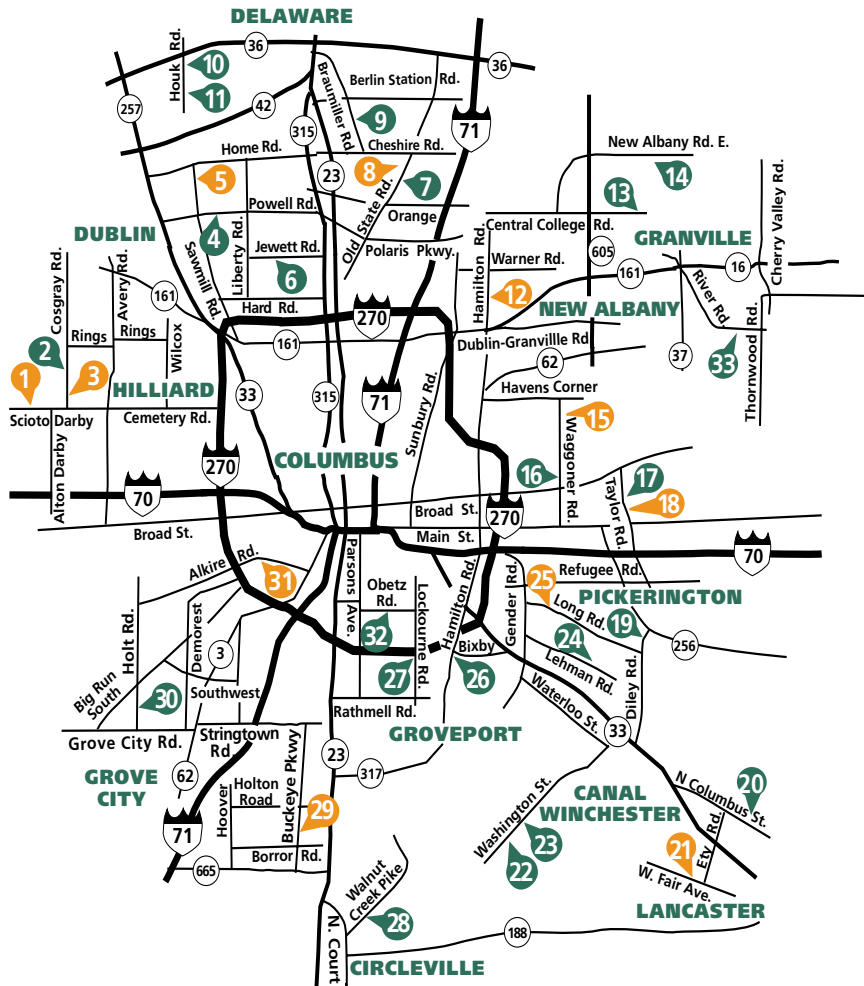 DELAWARE
36
Houk Rd.
10
11
257
42
Braumiller Rd.
Berlin Station Rd.
36
71
9
315
Home Rd.
23
Cheshire Rd.
New Albany Rd. E.
5
8
7
14
13
Powell Rd.
Old State Rd.
Orange
Central College Rd.
Cherry Valley Rd.
DUBLIN
4
Sawmill Rd.
Liberty Rd.
Jewett Rd.
6
Polaris Pkwy.
Hamilton Rd.
Warner Rd.
605
GRANVILLE
161
16
Cosgray Rd.
Avery Rd.
161
Hard Rd.
270
12
NEW ALBANY
River Rd.
Rings
Rings
Wilcox
161
Dublin-Granvillle Rd
62
37
33
Thornwood Rd.
2
1
3
HILLIARD
33
315
71
Sunbury Rd.
Havens Corner
Scioto Darby
Cemetery Rd.
15
Waggoner Rd.
Alton Darby
270
COLUMBUS
16
17
18
Taylor Rd.
70
Broad St.
270
Broad St.
Main St.
70
Alkire Rd.
31
Parsons Ave.
Obetz Rd.
Lockourne Rd.
Hamilton Rd.
Gender Rd.
25
Refugee Rd.
PICKERINGTON
Long Rd.
19
Holt Rd.
Demorest
3
32
27
Bixby
26
24
Lehman Rd.
256
Big Run South
30
Southwest
Rathmell Rd.
Waterloo St.
Diley Rd.
Grove City Rd.
Stringtown Rd
GROVEPORT
33
GROVE CITY
62
23
317
Buckeye Pkwy
Hoover
Holton Road
29
CANAL WINCHESTER
N Columbus St.
20
71
Washington St.
23
22
Ety Rd.
21
Borror Rd.
665
W. Fair Ave.
Walnut Creek Pike
LANCASTER
28
N. Court
188
CIRCLEVILLE